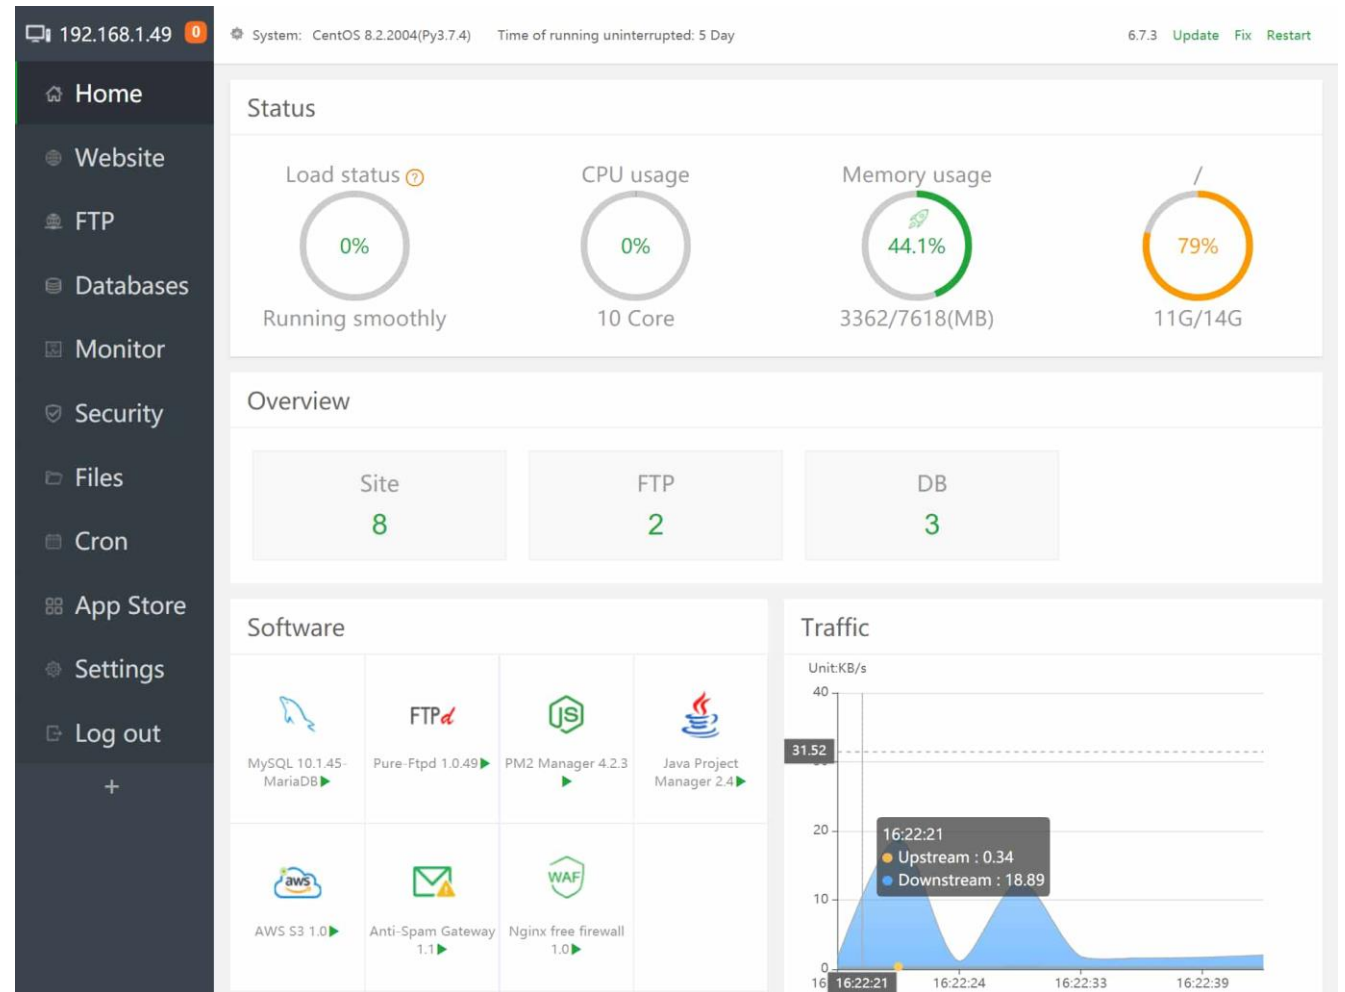 192.168.1.49 0
System: CentOS 8.2.2004(Py3.7.4) Time of running uninterrupted: 5 Day 6.7.3 Update Fix Restart
Home
Website
FTP
Databases
Monitor
Security
Files
Cron
App Store
Settings
Log out
+
Status
Load status ? CPU usage Memory usage /
0% 0% 44.1% 79%
Running smoothly 10 Core 3362/7618(MB) 11G/14G
Overview
Site FTP DB
8 2 3
Software
MySQL 10.1.45-
MariaDB
FTPd
Pure-Ftpd 1.0.49
JS
PM2 Manager 4.2.3
Java Project
Manager 2.4
aws
AWS S3 1.0
Anti-Spam Gateway
1.1
WAF
Nginx free firewall
1.0
Traffic
Unit:KB/s
40
31.52
20
16:22:21
Upstream : 0.34
Downstream : 18.89
10
0
16:22:21 16:22:24 16:22:33 16:22:39